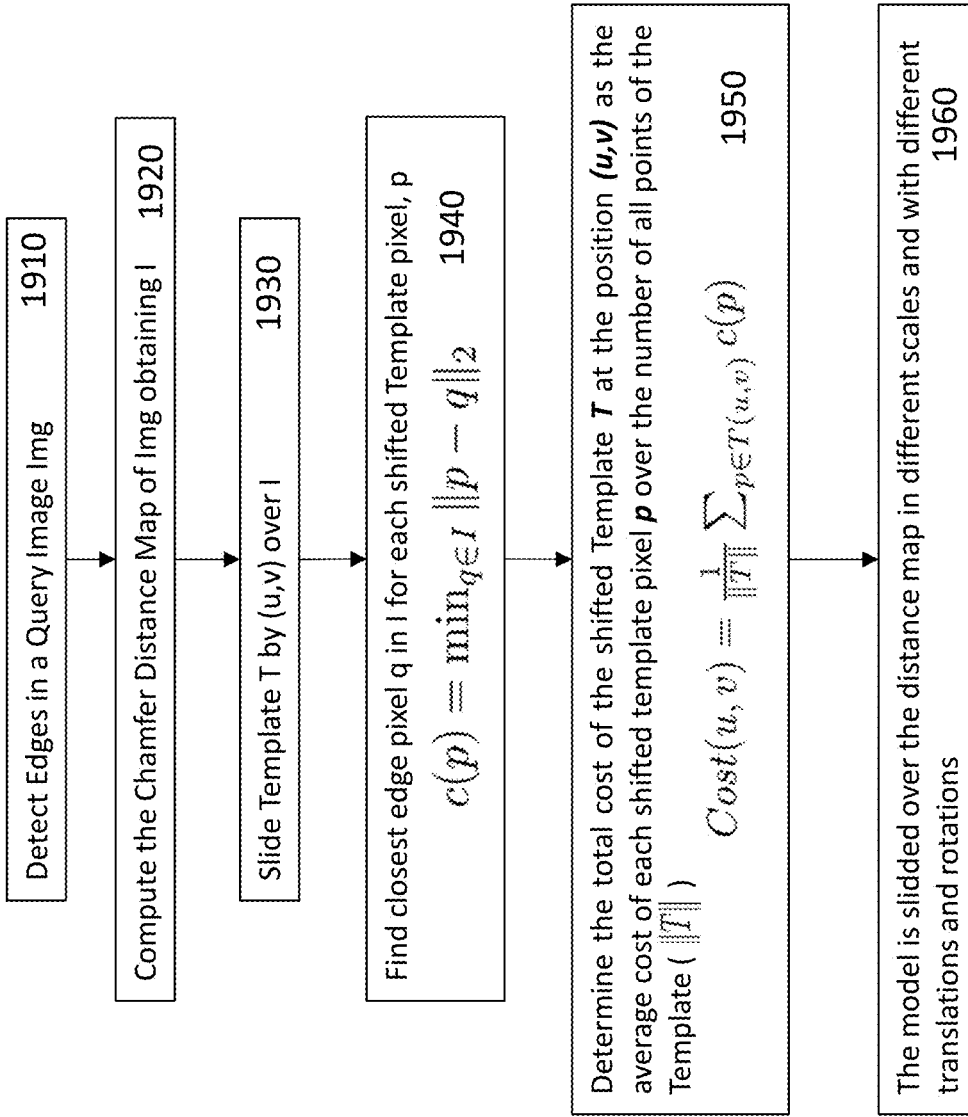 Detect Edges in a Query Image Img 1910
Compute the Chamfer Distance Map of Img obtaining I 1920
Slide Template T by (u,v) over I 1930
Find closest edge pixel q in I for each shifted Template pixel, p
c(p) = min_{q∈I} ||p − q||_2 1940
Determine the total cost of the shifted Template T at the position (u,v) as the
average cost of each shifted template pixel p over the number of all points of the
Template ( ||T|| )
Cost(u, v) = 1/||T|| ∑_{p∈T(u,v)} c(p) 1950
The model is slidded over the distance map in different scales and with different
translations and rotations 1960